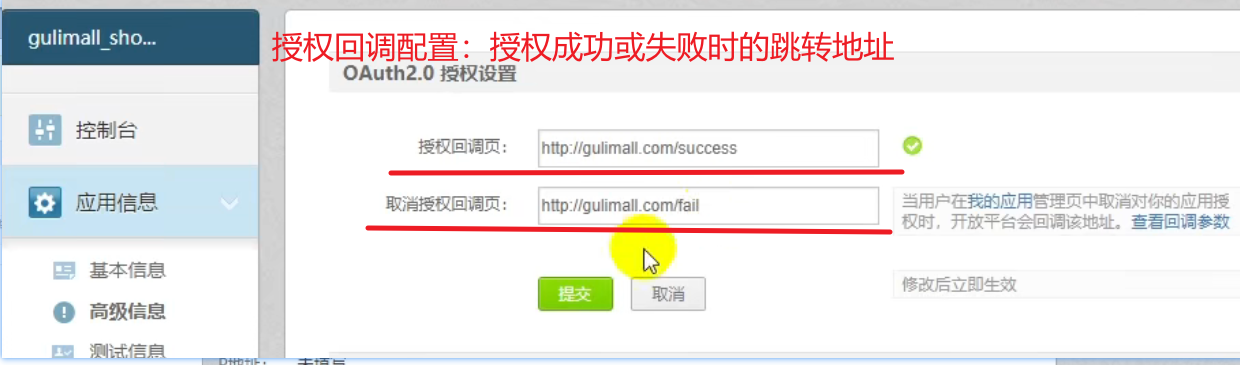 gulimall_sho...
授权回调配置：授权成功或失败时的跳转地址
OAuth2.0 授权设置
控制台
授权回调页：
http://gulimall.com/success
应用信息
取消授权回调页：
http://gulimall.com/fail
当用户在我的应用管理页中取消对你的应用授
权时，开放平台会回调该地址。查看回调参数
基本信息
提交
取消
修改后立即生效
高级信息
测试信息